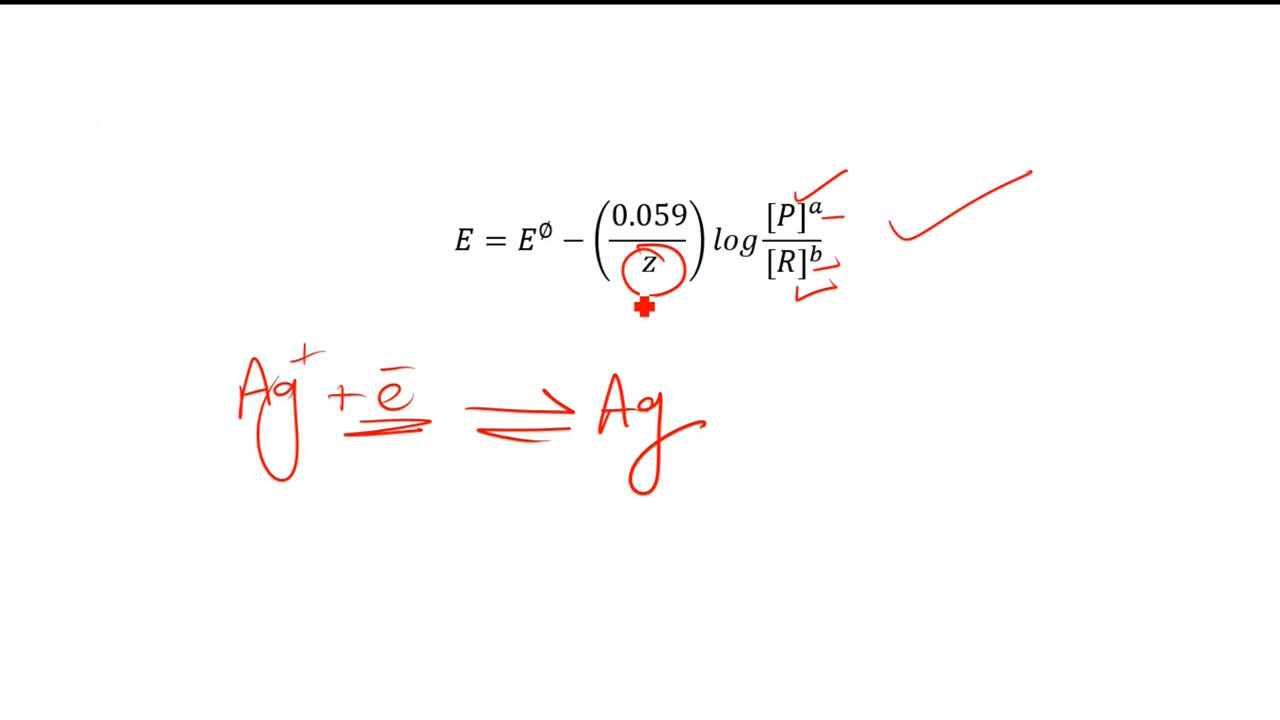 E = E^∅ − (0.059/z) log [P]^a/[R]^b
Ag⁺ + e̅ ⇌ Ag